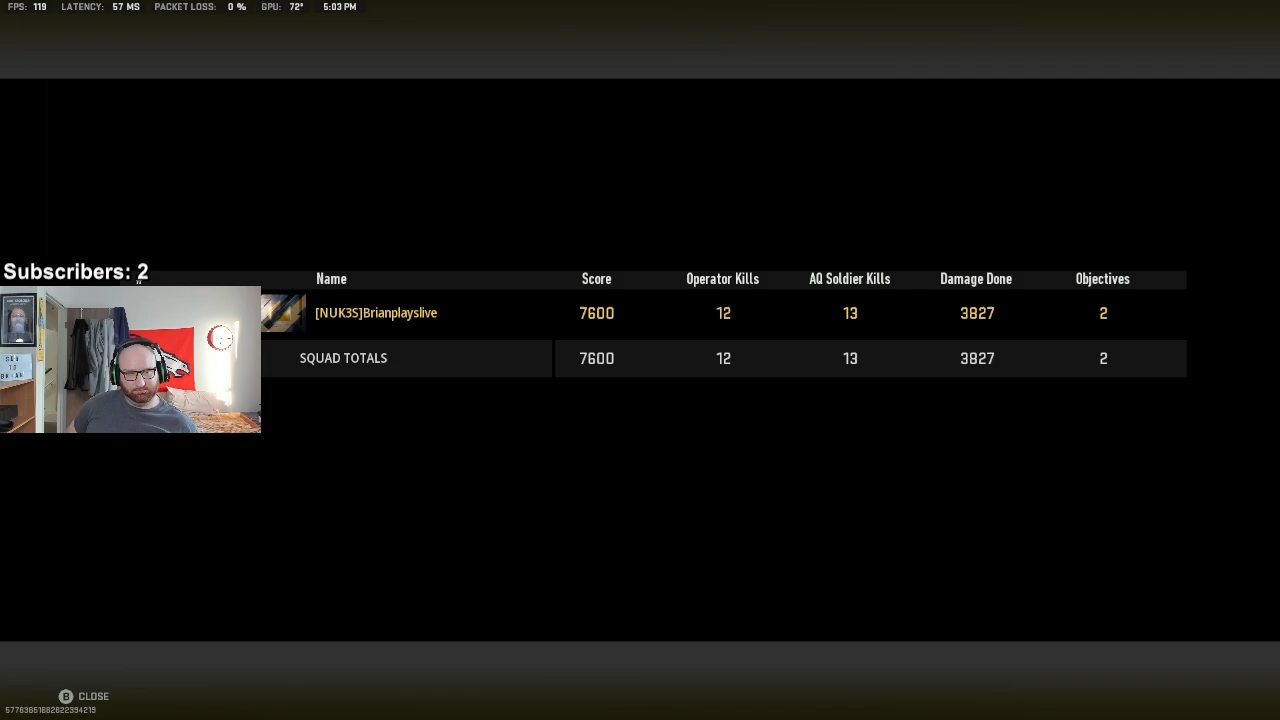 FPS: 119 LATENCY: 57 MS PACKET LOSS: 0 % GPU: 72° 5:03 PM
Subscribers: 2
Name Score Operator Kills AQ Soldier Kills Damage Done Objectives
[NUK3S]Brianplayslive 7600 12 13 3827 2
SQUAD TOTALS 7600 12 13 3827 2
B CLOSE